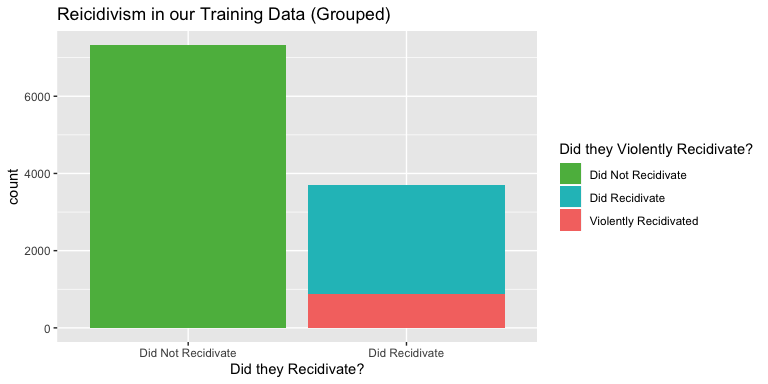 Reicidivism in our Training Data (Grouped)
count
6000
4000
2000
0
Did Not Recidivate
Did Recidivate
Did they Recidivate?
Did they Violently Recidivate?
Did Not Recidivate
Did Recidivate
Violently Recidivated